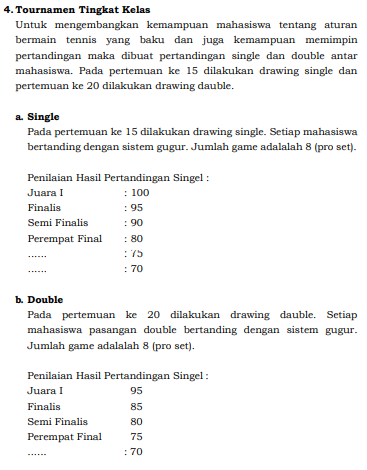 4. Tournamen Tingkat Kelas
Untuk mengembangkan kemampuan mahasiswa tentang aturan
bermain tennis yang baku dan juga kemampuan memimpin
pertandingan maka dibuat pertandingan single dan double antar
mahasiswa. Pada pertemuan ke 15 dilakukan drawing single dan
pertemuan ke 20 dilakukan drawing dauble.
a. Single
Pada pertemuan ke 15 dilakukan drawing single. Setiap mahasiswa
bertanding dengan sistem gugur. Jumlah game adalalah 8 (pro set).
Penilaian Hasil Pertandingan Singel :
Juara I : 100
Finalis : 95
Semi Finalis : 90
Perempat Final : 80
...... : 75
...... : 70
b. Double
Pada pertemuan ke 20 dilakukan drawing dauble. Setiap
mahasiswa pasangan double bertanding dengan sistem gugur.
Jumlah game adalalah 8 (pro set).
Penilaian Hasil Pertandingan Singel :
Juara I 95
Finalis 85
Semi Finalis 80
Perempat Final 75
...... : 70